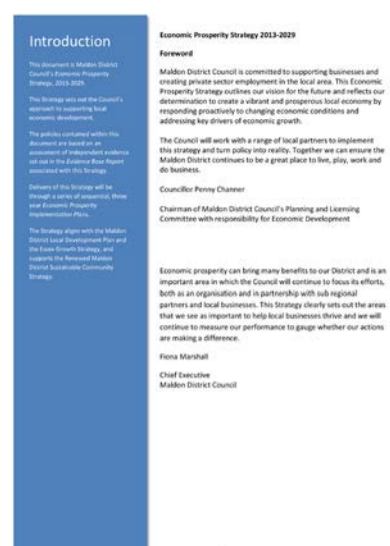 Introduction
This document is Maldon District
Council's Economic Prosperity
Strategy, 2013-2029.
This Strategy sets out the Council's
approach to supporting local
economic development.
The policies contained within this
document are based on an
assessment of independent evidence
set out in the Evidence Base Report
associated with this Strategy.
Delivery of this Strategy will be
through a series of sequential, three
year Economic Prosperity
Implementation Plans.
The Strategy aligns with the Maldon
District Local Development Plan and
the Essex Growth Strategy, and
supports the Renewed Maldon
District Sustainable Community
Strategy.
Economic Prosperity Strategy 2013-2029
Foreword
Maldon District Council is committed to supporting businesses and
creating private sector employment in the local area. This Economic
Prosperity Strategy outlines our vision for the future and reflects our
determination to create a vibrant and prosperous local economy by
responding proactively to changing economic conditions and
addressing key drivers of economic growth.
The Council will work with a range of local partners to implement
this strategy and turn policy into reality. Together we can ensure the
Maldon District continues to be a great place to live, play, work and
do business.
Councillor Penny Channer
Chairman of Maldon District Council's Planning and Licensing
Committee with responsibility for Economic Development
Economic prosperity can bring many benefits to our District and is an
important area in which the Council will continue to focus its efforts,
both as an organisation and in partnership with sub regional
partners and local businesses. This Strategy clearly sets out the areas
that we see as important to help local businesses thrive and we will
continue to measure our performance to gauge whether our actions
are making a difference.
Fiona Marshall
Chief Executive
Maldon District Council